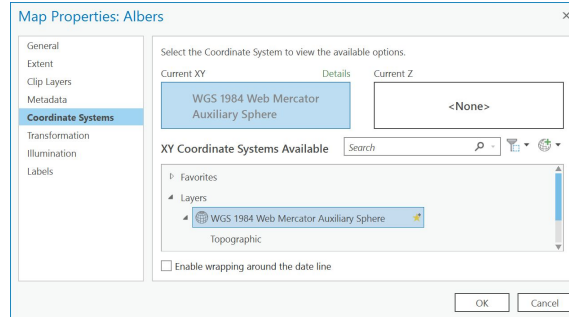 Map Properties: Albers
General
Extent
Clip Layers
Metadata
Coordinate Systems
Transformation
Illumination
Labels
Select the Coordinate System to view the available options.
Current XY Details Current Z
WGS 1984 Web Mercator
Auxiliary Sphere
<None>
XY Coordinate Systems Available Search
Favorites
Layers
WGS 1984 Web Mercator Auxiliary Sphere
Topographic
Enable wrapping around the date line
OK Cancel